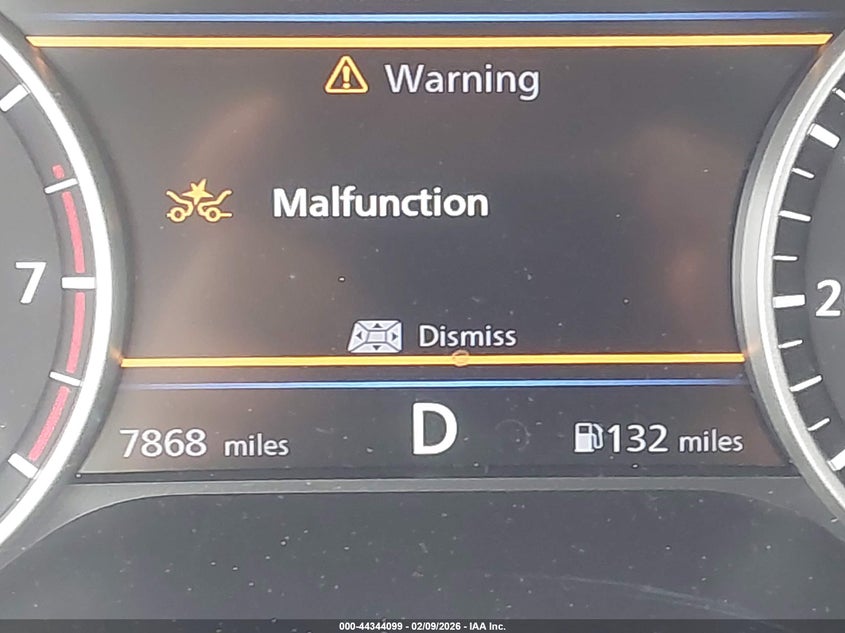 Warning
Malfunction
Dismiss
7
2
7868 miles
D
132 miles
000-44344099 - 02/09/2026 - IAA Inc.